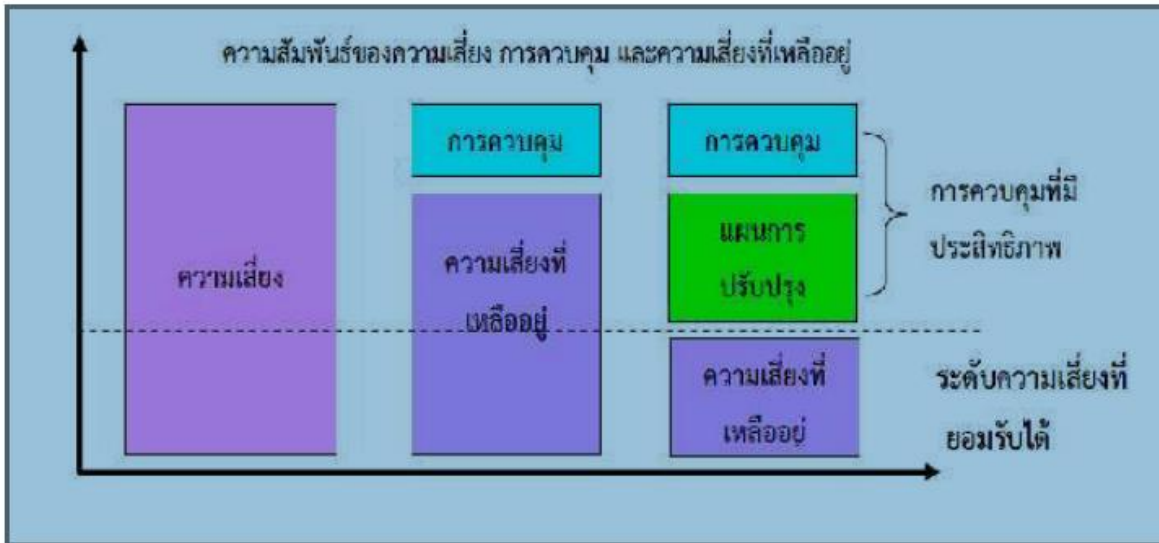 ความสัมพันธ์ของความเสี่ยง การควบคุม และความเสี่ยงที่เหลืออยู่
ความเสี่ยง
การควบคุม
ความเสี่ยงที่
เหลืออยู่
การควบคุม
แผนการ
ปรับปรุง
ความเสี่ยงที่
เหลืออยู่
การควบคุมที่มี
ประสิทธิภาพ
ระดับความเสี่ยงที่
ยอมรับได้